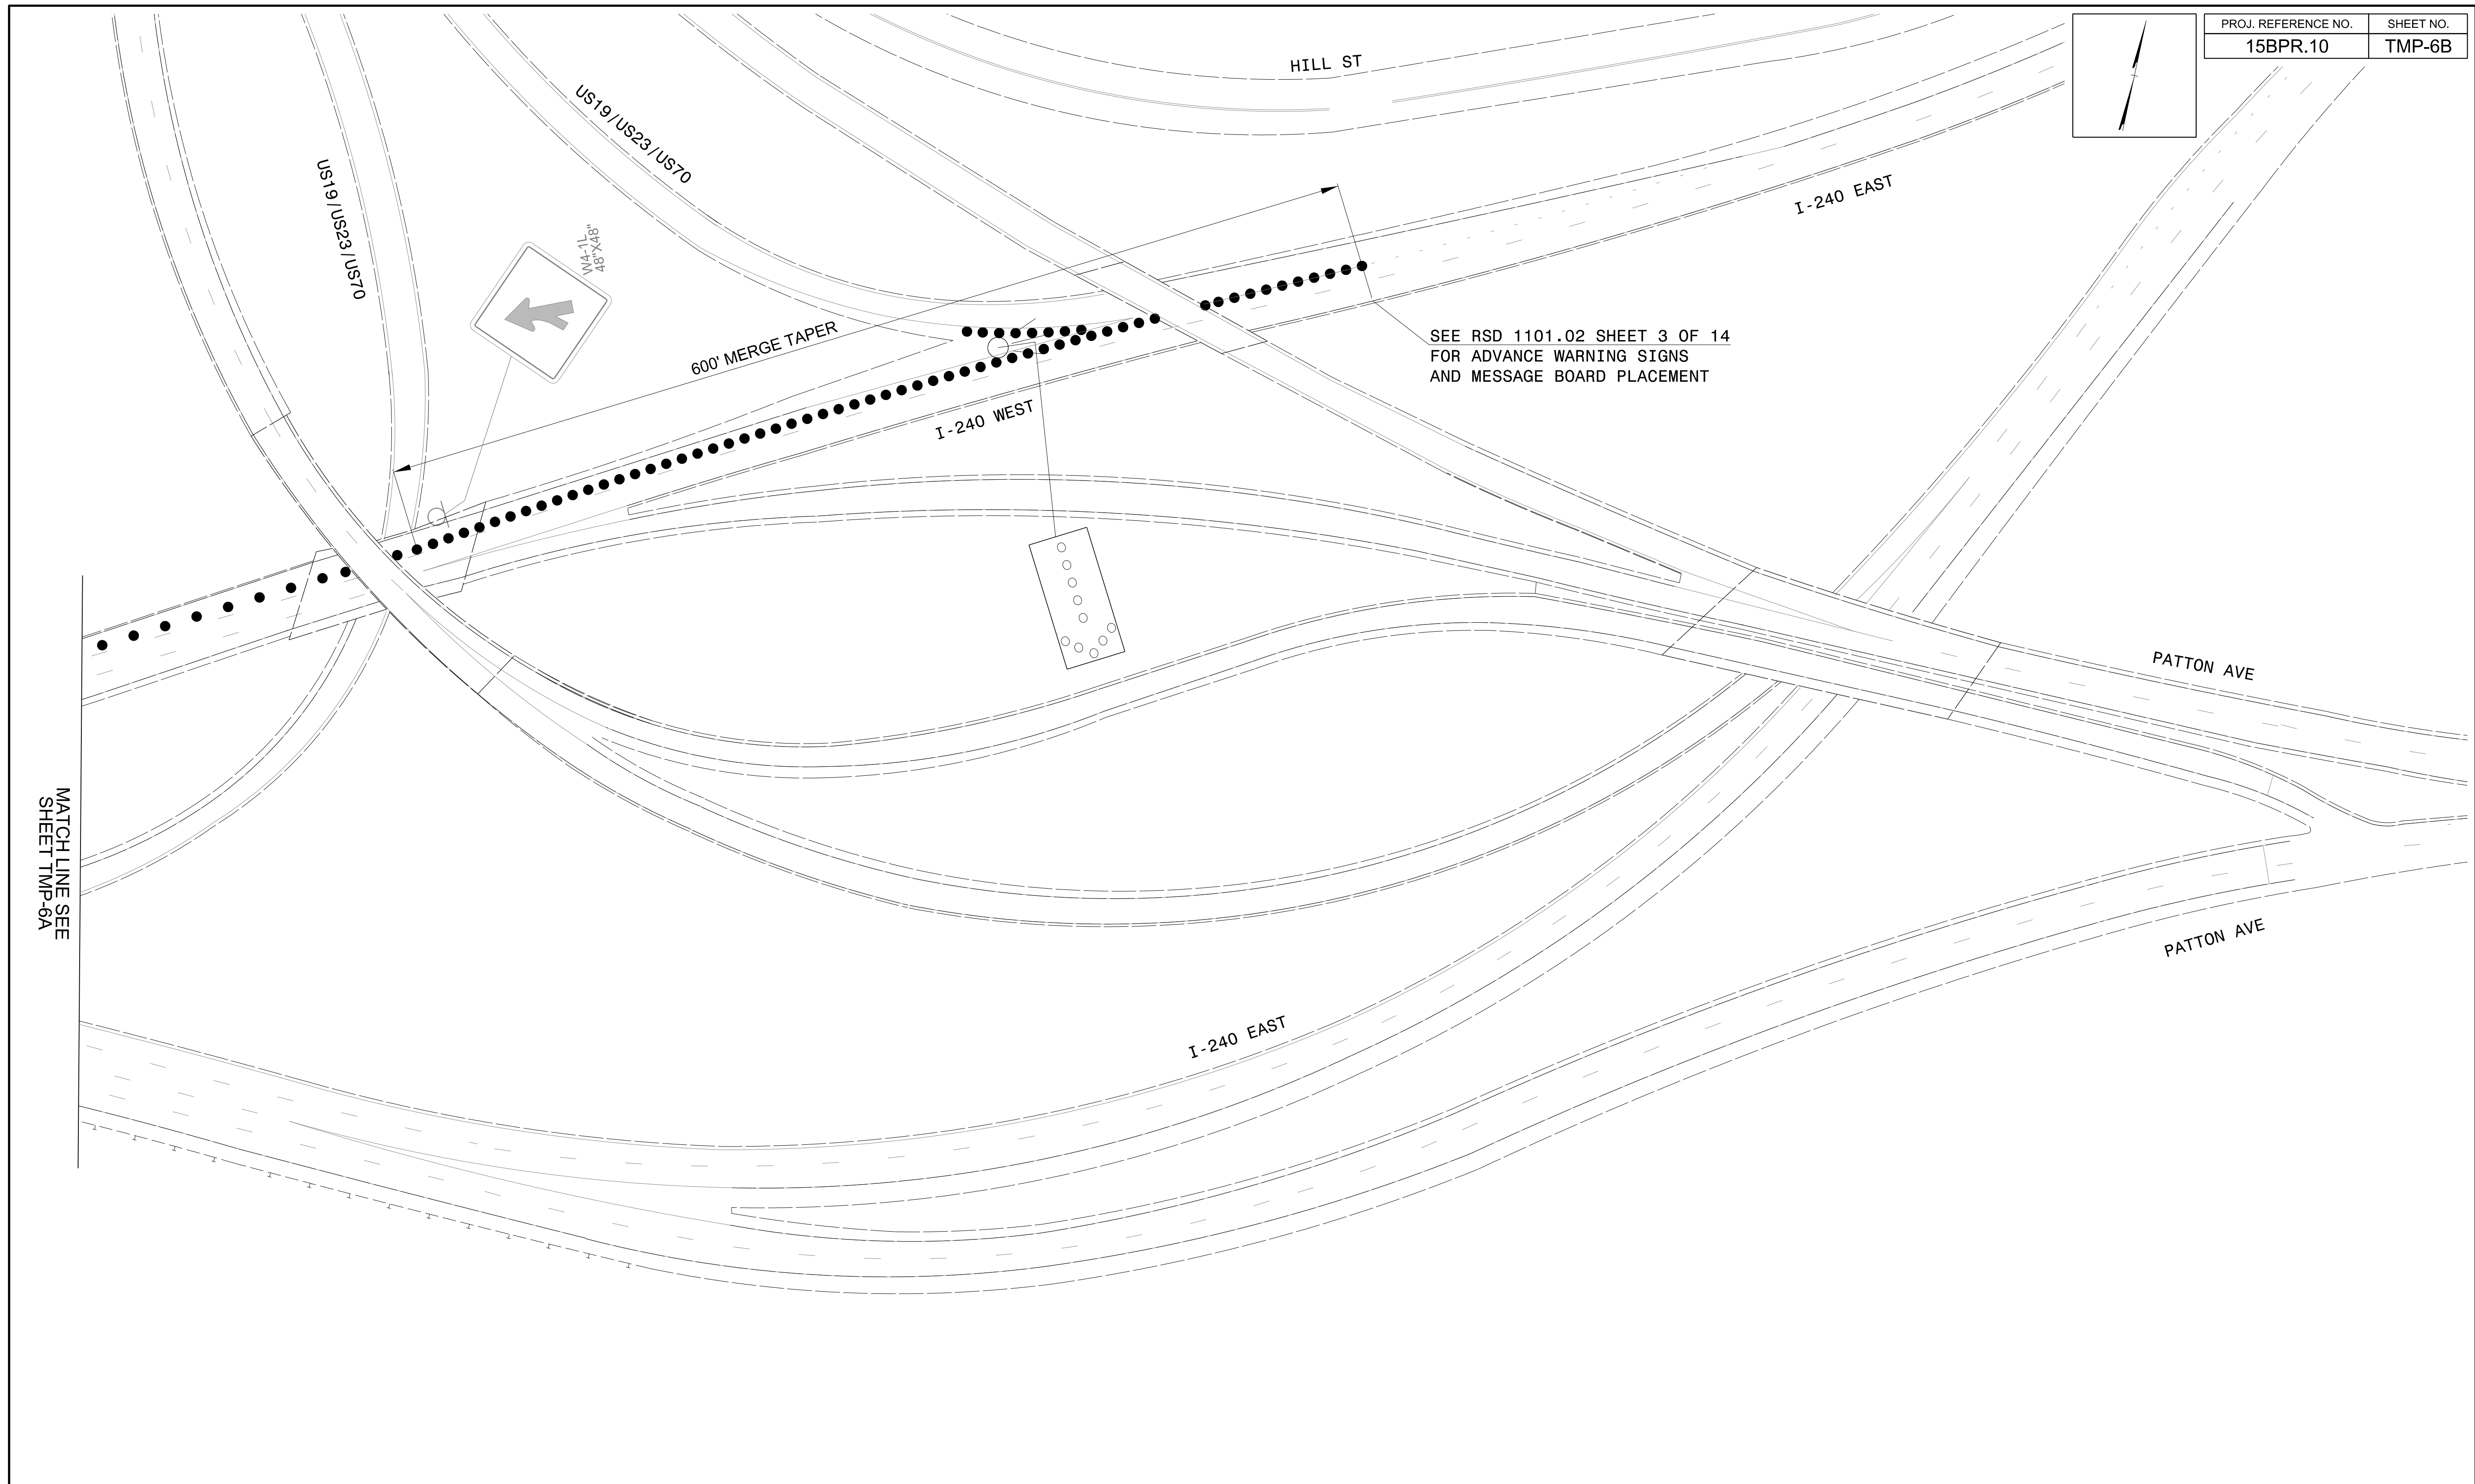 PROJ. REFERENCE NO.
SHEET NO.
15BPR.10
TMP-6B
HILL ST
US19/US23/US70
US19/US23/US70
W4-1L
48"X48"
I-240 EAST
600' MERGE TAPER
SEE RSD 1101.02 SHEET 3 OF 14
FOR ADVANCE WARNING SIGNS
AND MESSAGE BOARD PLACEMENT
I-240 WEST
PATTON AVE
MATCH LINE SEE
SHEET TMP-6A
PATTON AVE
I-240 EAST